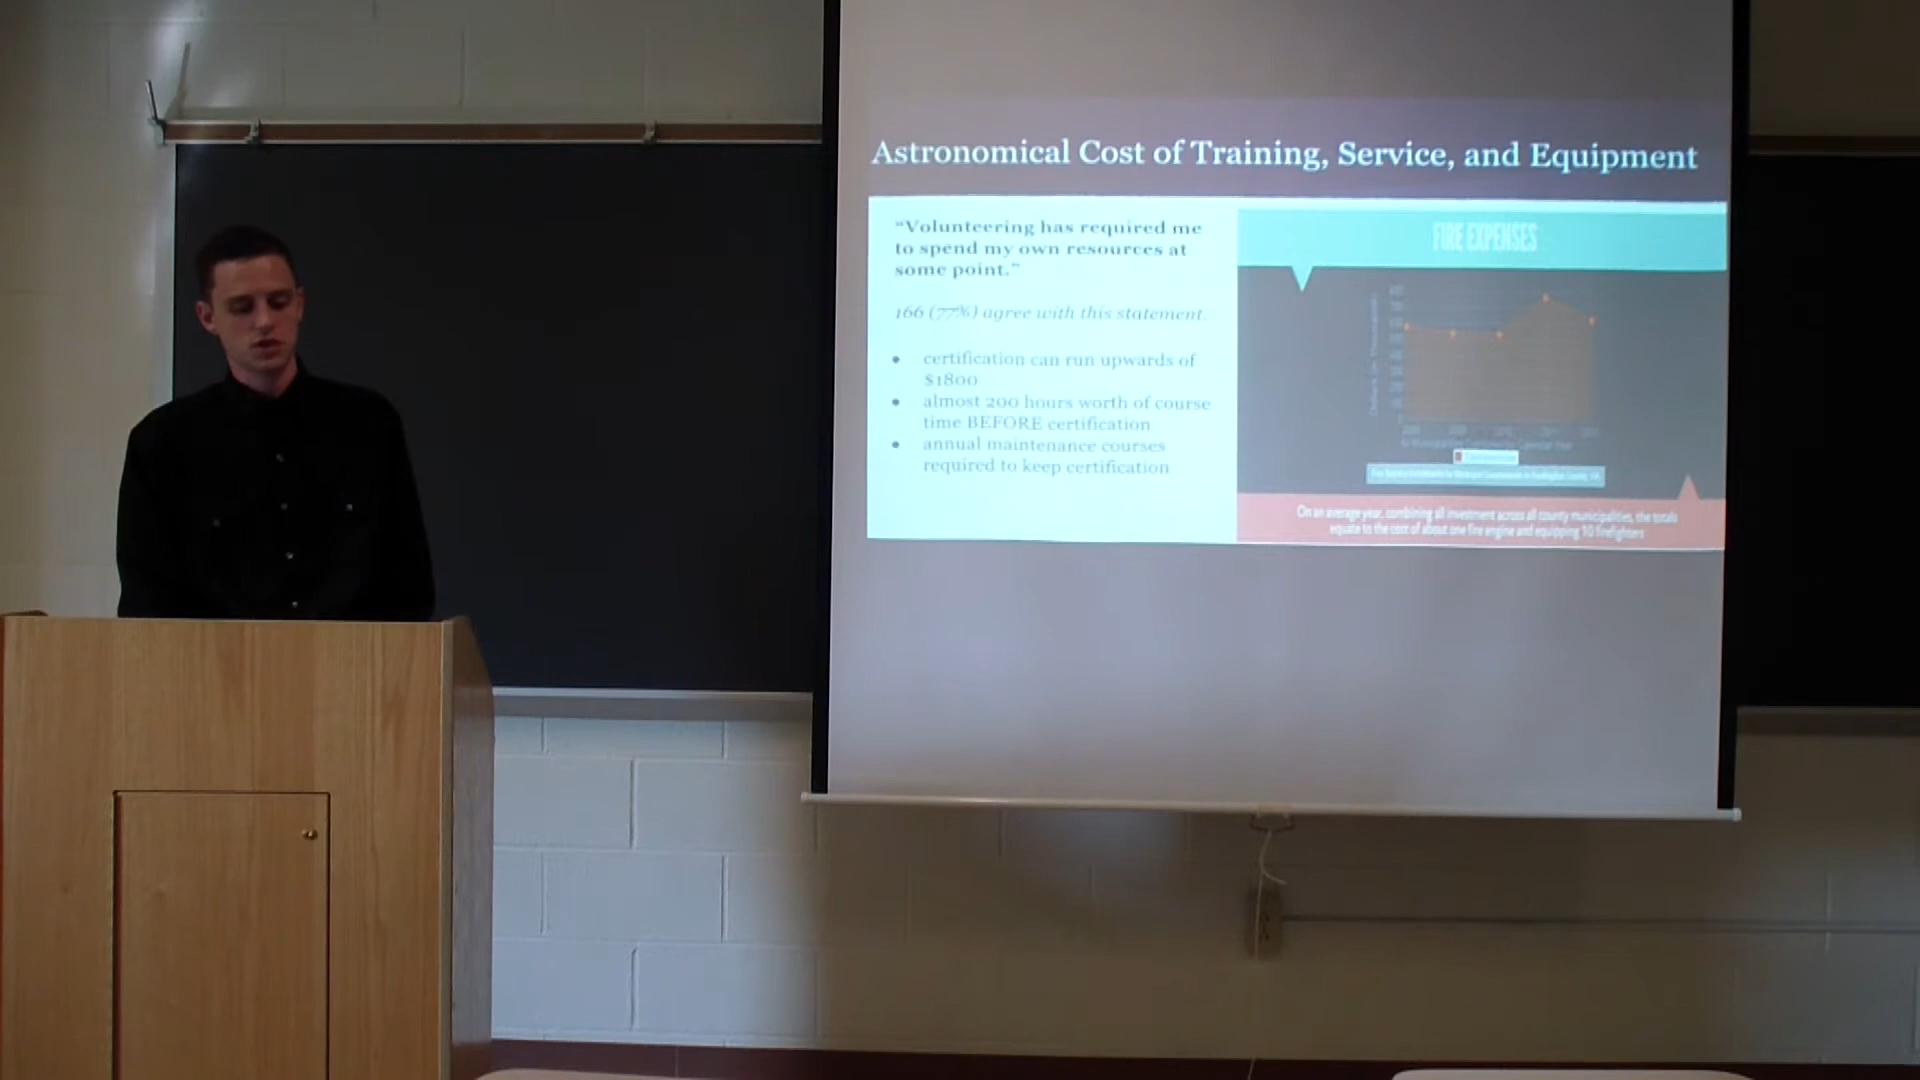 Astronomical Cost of Training, Service, and Equipment
“Volunteering has required me
to spend my own resources at
some point.”
166 (77%) agree with this statement.
• certification can run upwards of
$1800
• almost 200 hours worth of course
time BEFORE certification
• annual maintenance courses
required to keep certification
FIRE EXPENSES
On an average year, combining all investment across all county municipalities, the totals
equate to the cost of about one fire engine and equipping 10 firefighters